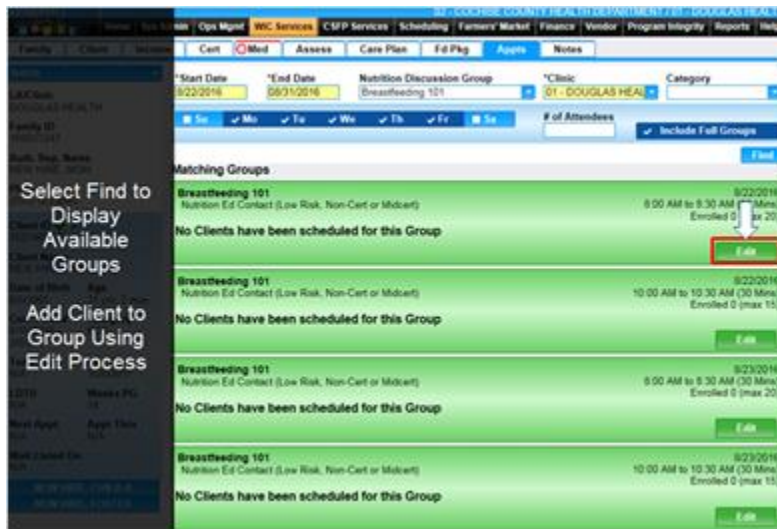 02 - COCHISE COUNTY HEALTH DEPARTMENT / 01 - DOUGLAS HEALTH
Ops Mgmt WIC Services CSFP Services Scheduling Farmers' Market Finance Vendor Program Integrity Reports
Family Client Income Cert Med Assess Care Plan Fd Pkg Appts Notes
*Start Date *End Date Nutrition Discussion Group *Clinic Category
8/22/2016 08/31/2016 Breastfeeding 101 01 - DOUGLAS HEAL
Su Mo Tu We Th Fr Sa
# of Attendees
Include Full Groups
Find
Matching Groups
Select Find to
Display
Available
Groups
Add Client to
Group Using
Edit Process
Breastfeeding 101 8/22/2016
Nutrition Ed Contact (Low Risk, Non-Cert or Midcert) 8:00 AM to 8:30 AM Mins
Enrolled 0 max 20
No Clients have been scheduled for this Group
Edit
Breastfeeding 101 8/22/2016
Nutrition Ed Contact (Low Risk, Non-Cert or Midcert) 10:00 AM to 10:30 AM (30 Mins
Enrolled 0 (max 15
No Clients have been scheduled for this Group
Edit
Breastfeeding 101 8/23/2016
Nutrition Ed Contact (Low Risk, Non-Cert or Midcert) 8:00 AM to 8:30 AM (30 Mins
Enrolled 0 (max 20
No Clients have been scheduled for this Group
Edit
Breastfeeding 101 8/23/2016
Nutrition Ed Contact (Low Risk, Non-Cert or Midcert) 10:00 AM to 10:30 AM (30 Mins
Enrolled 0 (max 15
No Clients have been scheduled for this Group
Edit